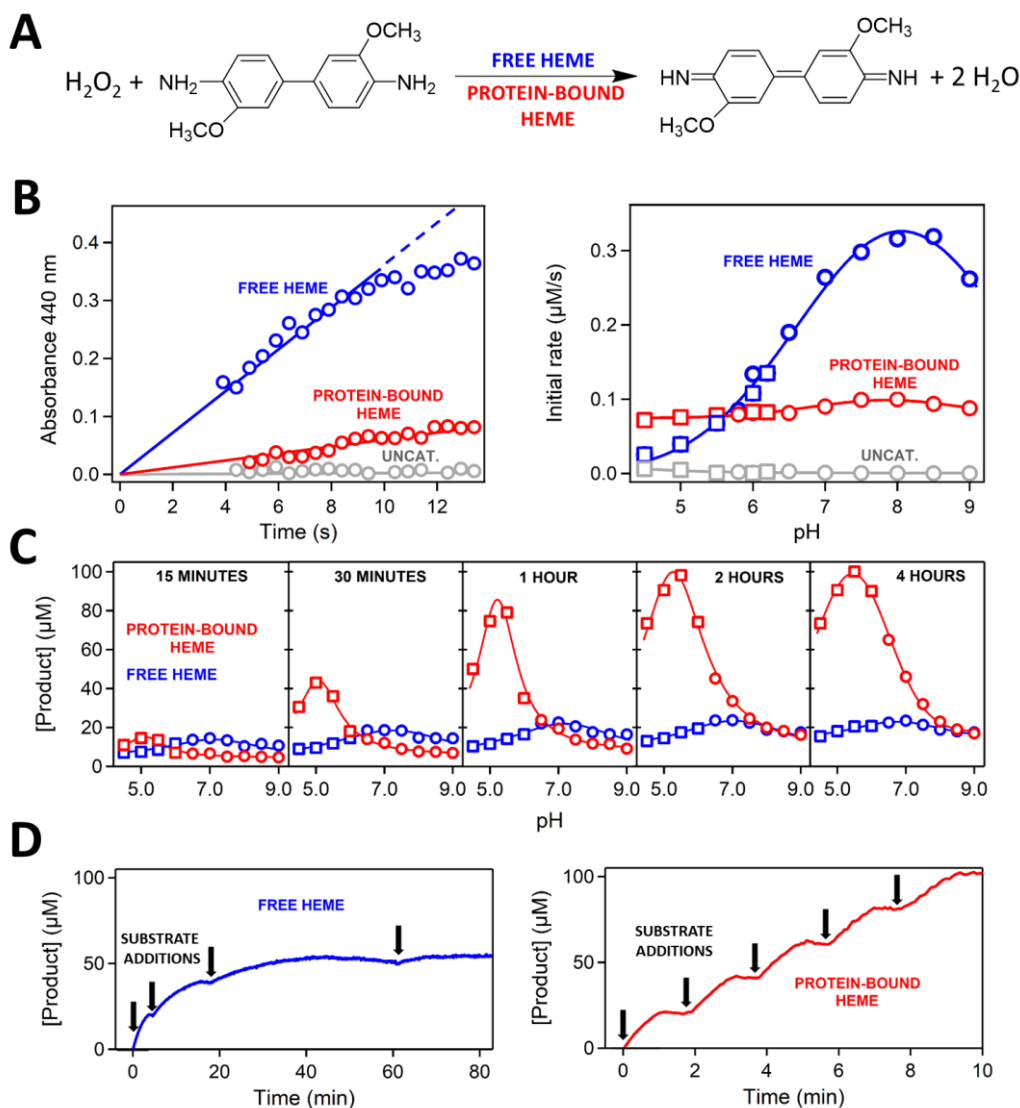 A
H₂O₂ + NH₂ OCH₃ H₃CO NH₂ FREE HEME PROTEIN-BOUND HEME HN OCH₃ H₃CO NH + 2 H₂O
B
Absorbance 440 nm
0.4
0.3
0.2
0.1
0.0
FREE HEME
PROTEIN-BOUND
HEME
UNCAT.
0 2 4 6 8 10 12
Time (s)
Initial rate (µM/s)
0.3
0.2
0.1
0.0
FREE HEME
PROTEIN-BOUND
HEME
UNCAT.
5 6 7 8 9
pH
C
[Product] (µM)
100
80
60
40
20
0
15 MINUTES 30 MINUTES 1 HOUR 2 HOURS 4 HOURS
PROTEIN-BOUND
HEME
FREE HEME
5.0 7.0 9.0 5.0 7.0 9.0 5.0 7.0 9.0 5.0 7.0 9.0 5.0 7.0 9.0
pH
D
[Product] (µM)
100
50
0
FREE HEME
SUBSTRATE
ADDITIONS
0 20 40 60 80
Time (min)
[Product] (µM)
100
50
0
SUBSTRATE
ADDITIONS
PROTEIN-BOUND
HEME
0 2 4 6 8 10
Time (min)